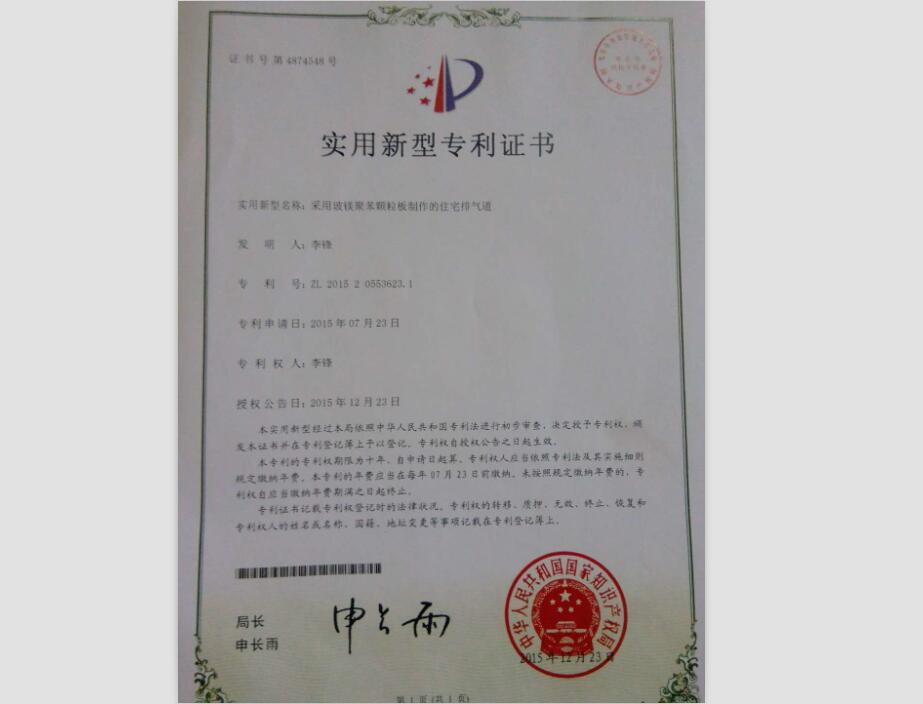 证书号第4874548号
实用新型专利证书
实用新型名称：采用玻镁聚苯颗粒板制作的住宅排气道
发 明 人：李锋
专 利 号：ZL 2015 2 0553623.1
专利申请日：2015年07月23日
专 利 权 人：李锋
授权公告日：2015年12月23日
本实用新型经过本局依照中华人民共和国专利法进行初步审查，决定授予专利权，颁
发本证书并在专利登记簿上予以登记。专利权自授权公告之日起生效。
本专利的专利权期限为十年，自申请日起算。专利权人应当依照专利法及其实施细则
规定缴纳年费。本专利的年费应当在每年07月23日前缴纳。未按照规定缴纳年费的，专
利权自应当缴纳年费期满之日起终止。
专利证书记载专利权登记时的法律状况。专利权的转移、质押、无效、终止、恢复和
专利权人的姓名或名称、国籍、地址变更等事项记载在专利登记簿上。
局长
申长雨
申长雨
中华人民共和国国家知识产权局
2015年12月23日
第 1 页 (共 1 页)